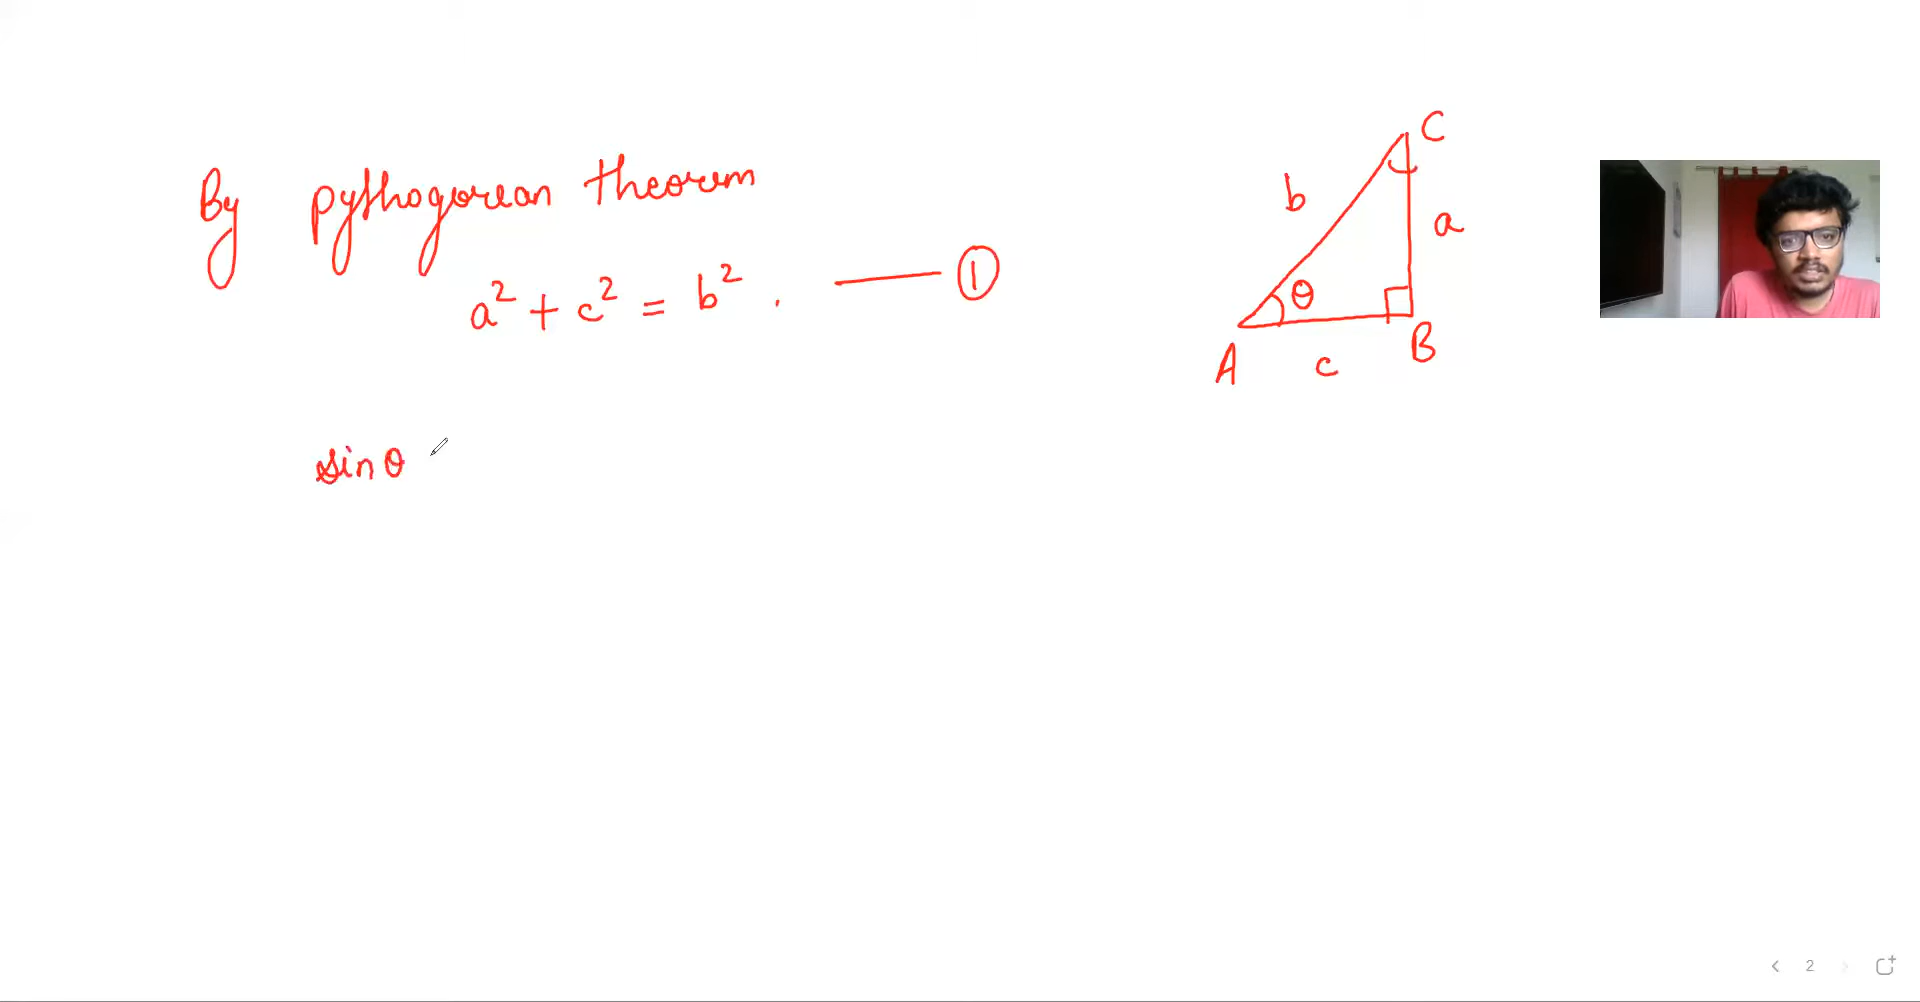 By pythogorean theorem
a² + c² = b². —— ①
C
b
a
θ
A
c
B
sin θ
2